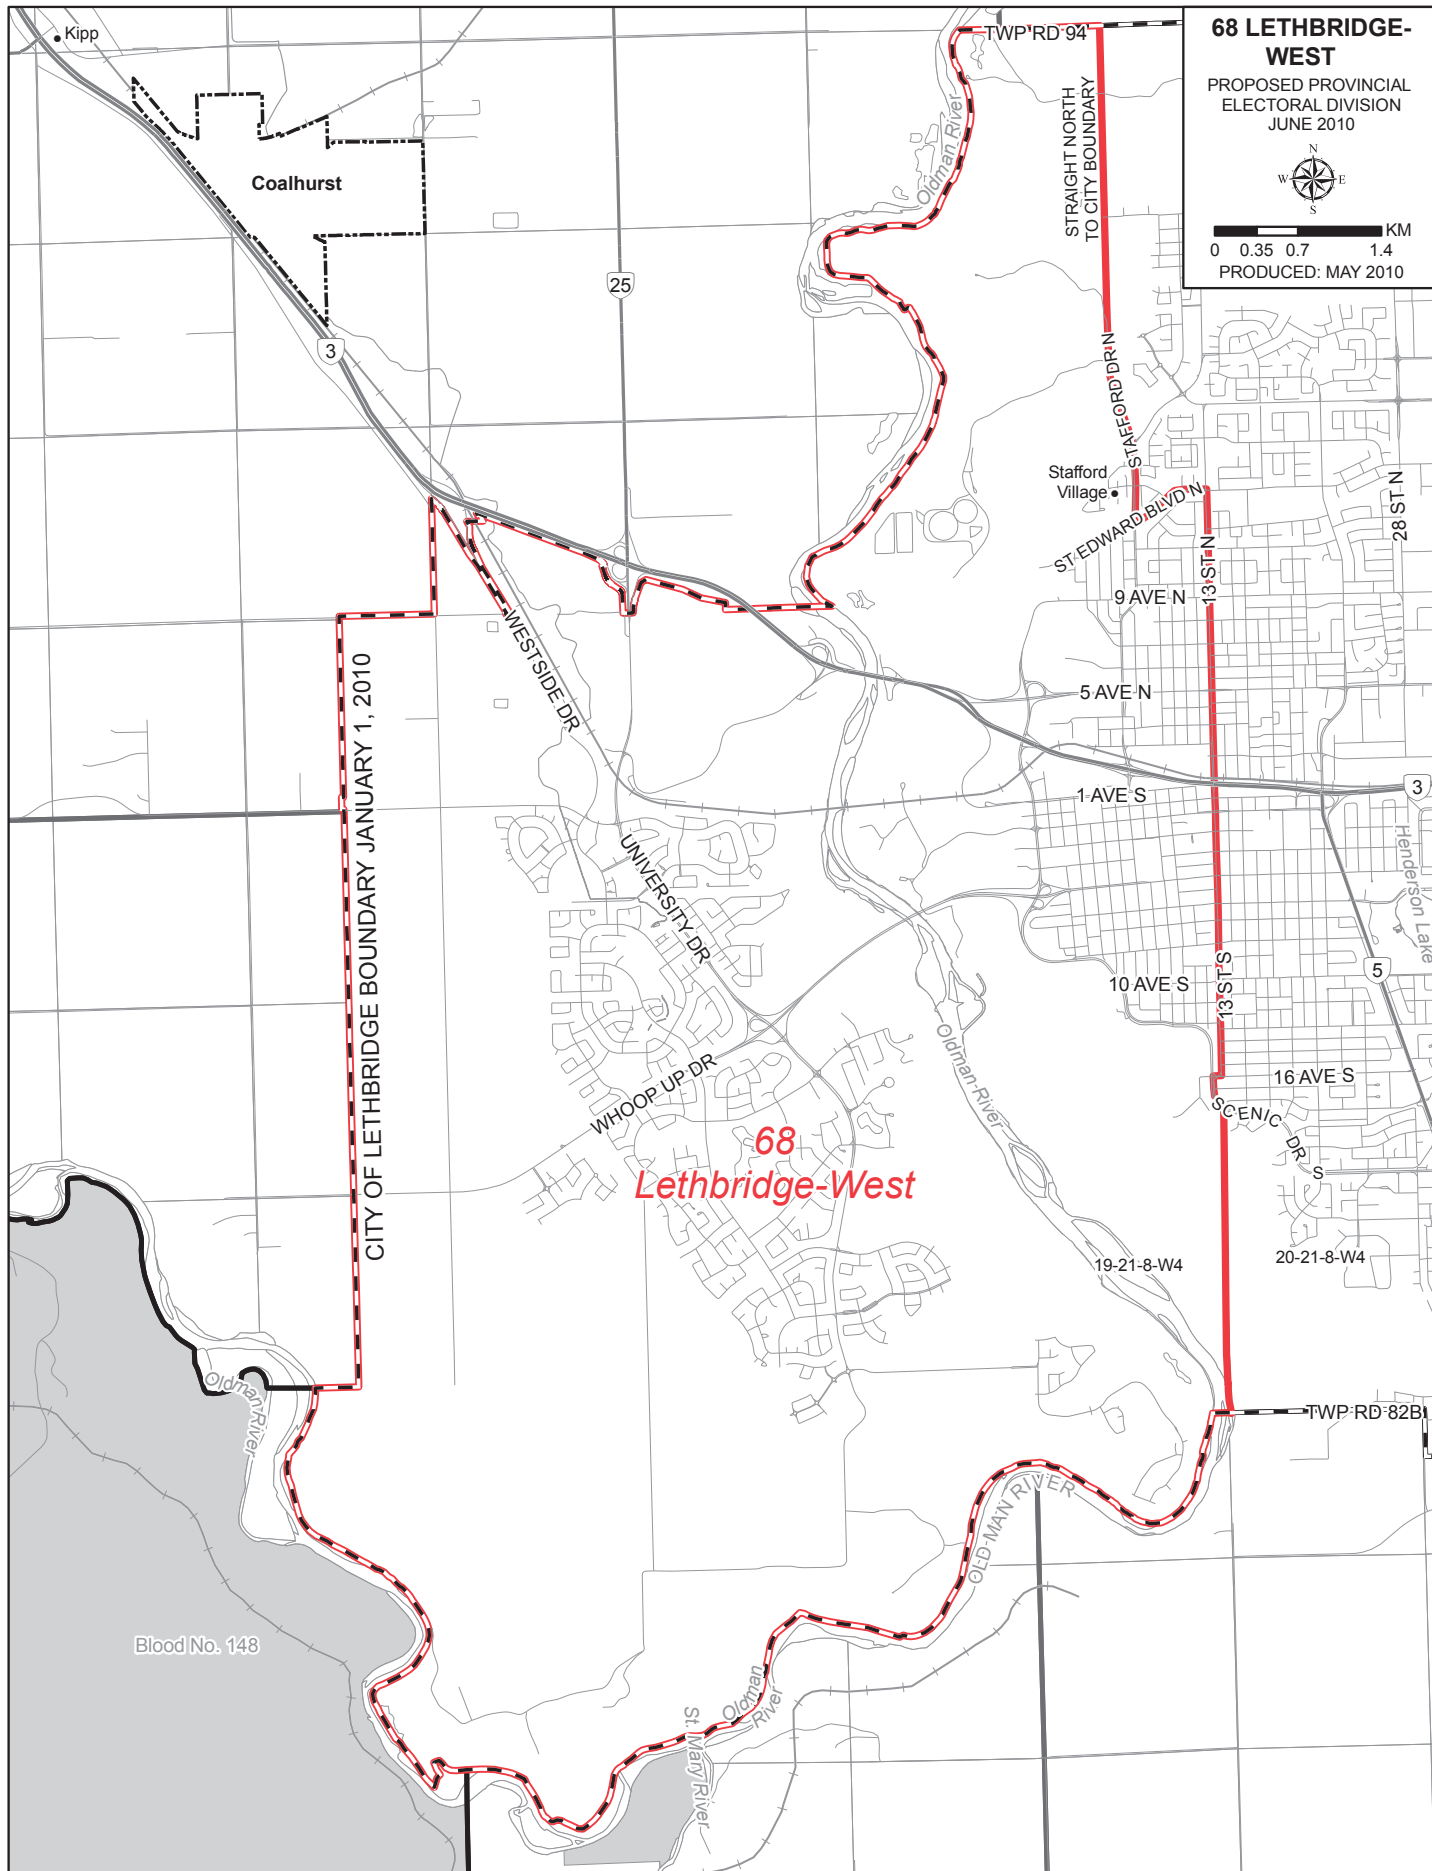 68 LETHBRIDGE-
WEST
PROPOSED PROVINCIAL
ELECTORAL DIVISION
JUNE 2010
N
W E
S
KM
0 0.35 0.7 1.4
PRODUCED: MAY 2010
Kipp
TWP RD 94
Coalhurst
Oldman River
STRAIGHT NORTH
TO CITY BOUNDARY
25
3
STAFFORD DR N
Stafford
Village
ST EDWARD BLVD N
28 ST N
13 ST N
9 AVE N
WESTSIDE DR
5 AVE N
CITY OF LETHBRIDGE BOUNDARY JANUARY 1, 2010
1 AVE S
3
Henderson Lake
UNIVERSITY DR
10 AVE S
13 ST S
5
Oldman River
WHOOP UP DR
16 AVE S
SCENIC DR S
68
Lethbridge-West
19-21-8-W4
20-21-8-W4
Oldman River
TWP RD 82B
OLD MAN RIVER
Blood No. 148
Oldman
River
St. Mary River